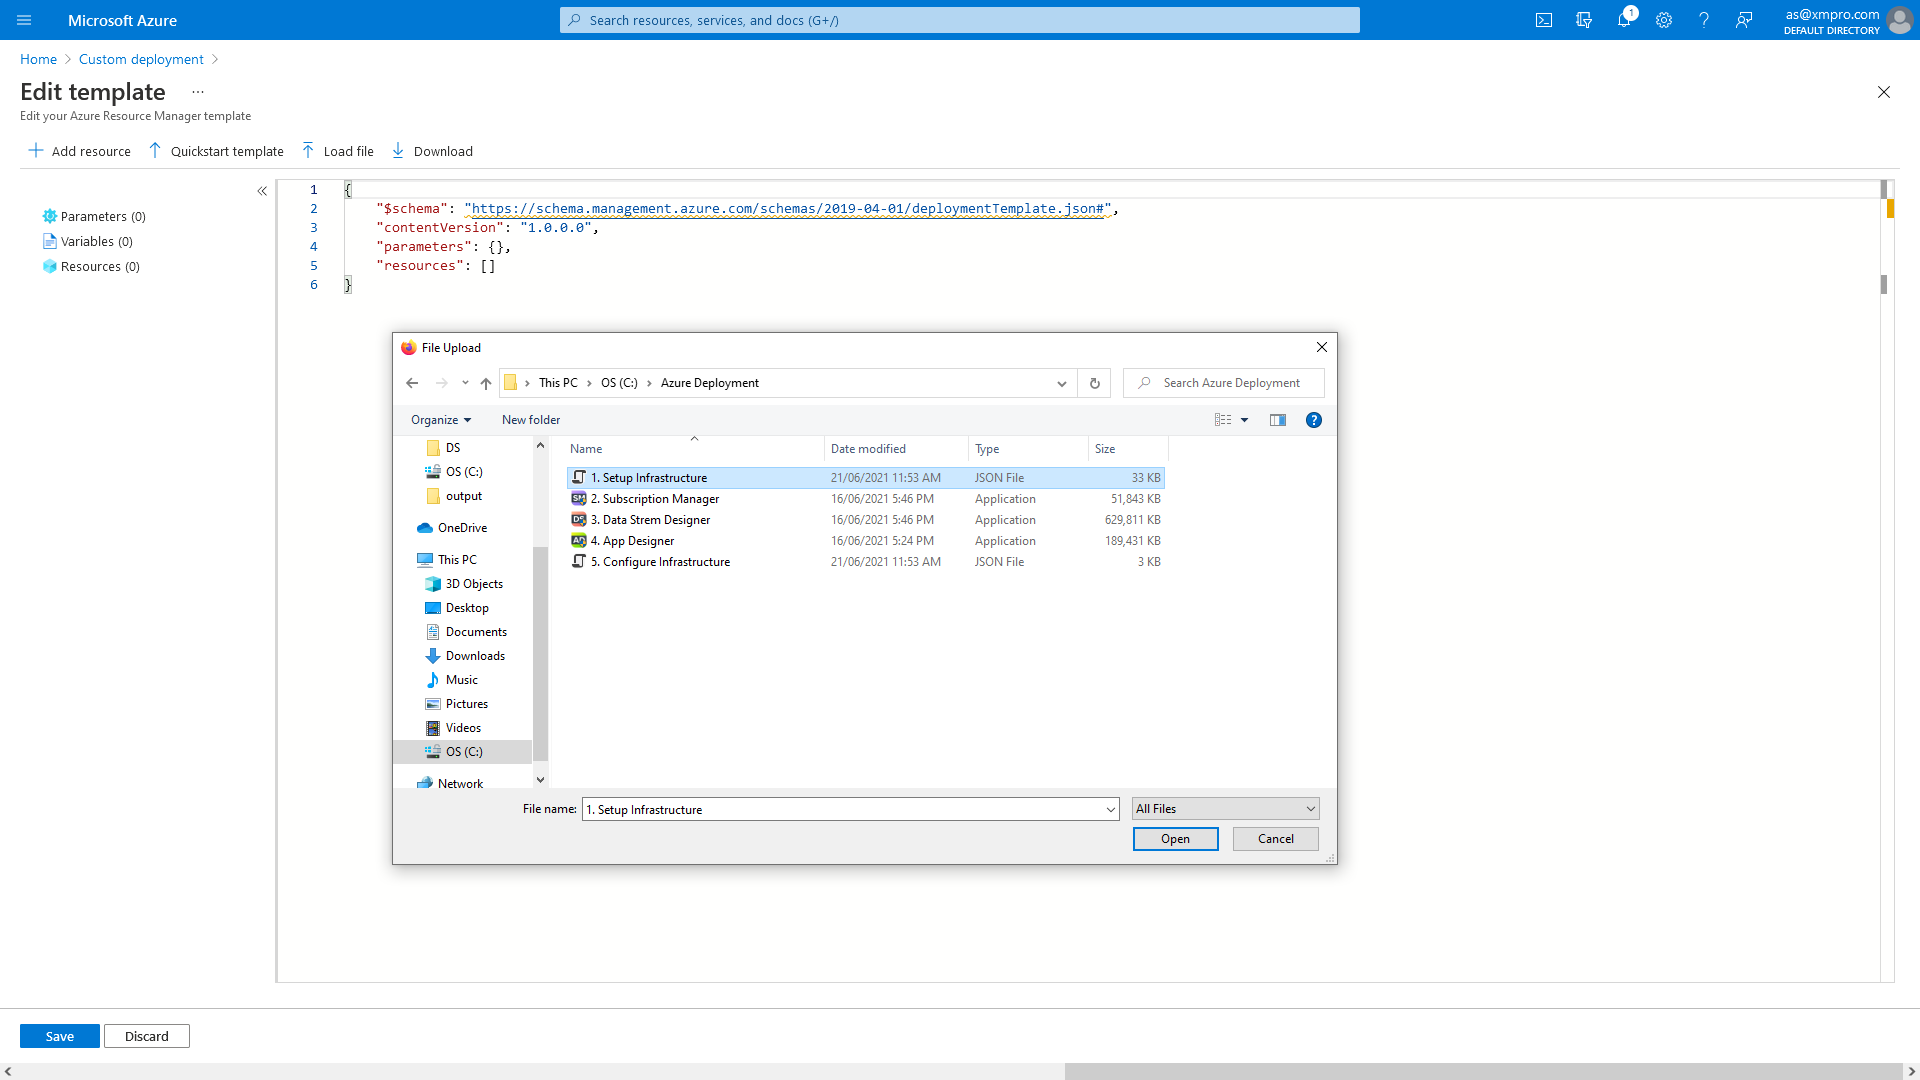 Microsoft Azure
Search resources, services, and docs (G+/)
1
as@xmpro.com
DEFAULT DIRECTORY
Home > Custom deployment >
Edit template ...
Edit your Azure Resource Manager template
Add resource
Quickstart template
Load file
Download
Parameters (0)
Variables (0)
Resources (0)
1 {
2 "$schema": "https://schema.management.azure.com/schemas/2019-04-01/deploymentTemplate.json#",
3 "contentVersion": "1.0.0.0",
4 "parameters": {},
5 "resources": []
6 }
File Upload
This PC > OS (C:) > Azure Deployment
Search Azure Deployment
Organize
New folder
DS
OS (C:)
output
OneDrive
This PC
3D Objects
Desktop
Documents
Downloads
Music
Pictures
Videos
OS (C:)
Network
Name Date modified Type Size
1. Setup Infrastructure 21/06/2021 11:53 AM JSON File 33 KB
2. Subscription Manager 16/06/2021 5:46 PM Application 51,843 KB
3. Data Strem Designer 16/06/2021 5:46 PM Application 629,811 KB
4. App Designer 16/06/2021 5:24 PM Application 189,431 KB
5. Configure Infrastructure 21/06/2021 11:53 AM JSON File 3 KB
File name: 1. Setup Infrastructure
All Files
Open
Cancel
Save
Discard